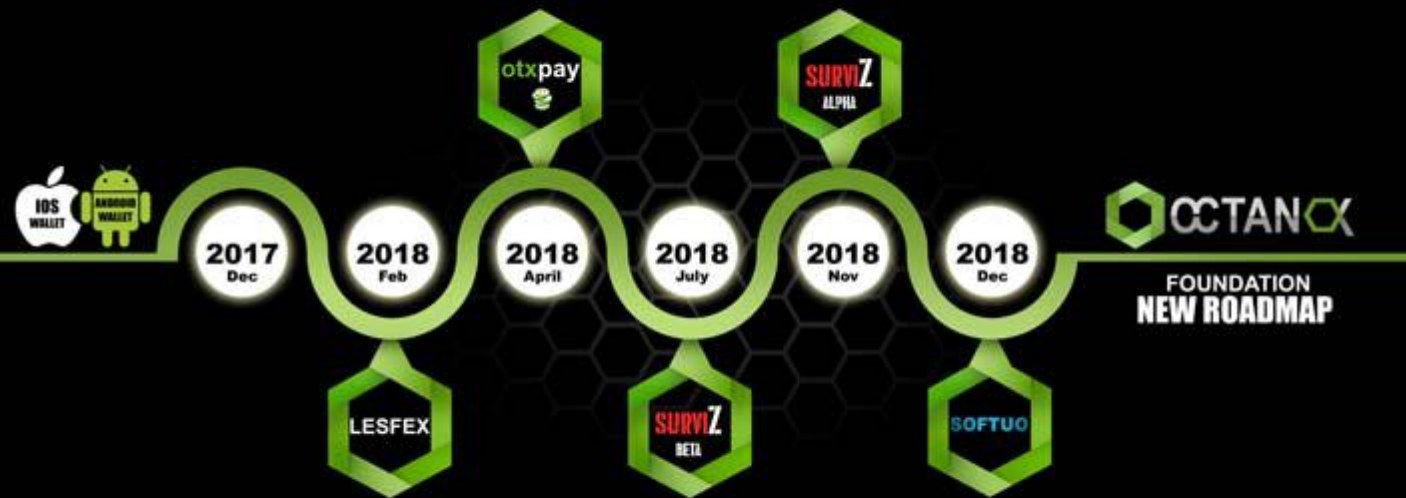 IOS
WALLET
ANDROID
WALLET
2017
Dec
2018
Feb
LESFEX
otxpay
2018
April
2018
July
SURVIZ
BETA
SURVIZ
ALPHA
2018
Nov
2018
Dec
SOFTUO
OCTANOX
FOUNDATION
NEW ROADMAP